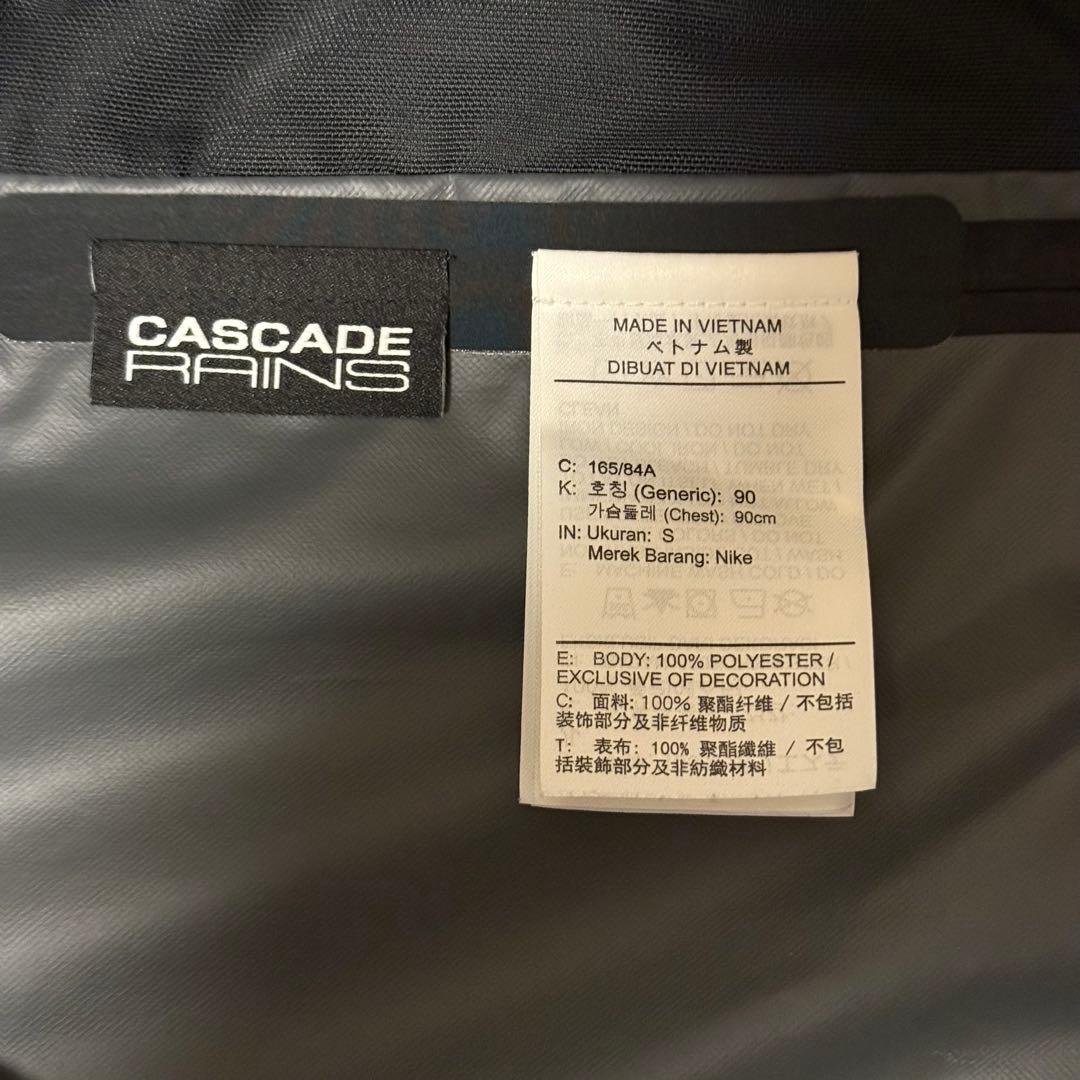 CASCADE
RAINS
MADE IN VIETNAM
ベトナム製
DIBUAT DI VIETNAM
C: 165/84A
K: 호칭 (Generic): 90
가슴둘레 (Chest): 90cm
IN: Ukuran: S
Merek Barang: Nike
E: BODY: 100% POLYESTER /
EXCLUSIVE OF DECORATION
C: 面料: 100% 聚酯纤维 / 不包括
装饰部分及非纤维物质
T: 表布: 100% 聚酯纖維 / 不包
括裝飾部分及非紡織材料